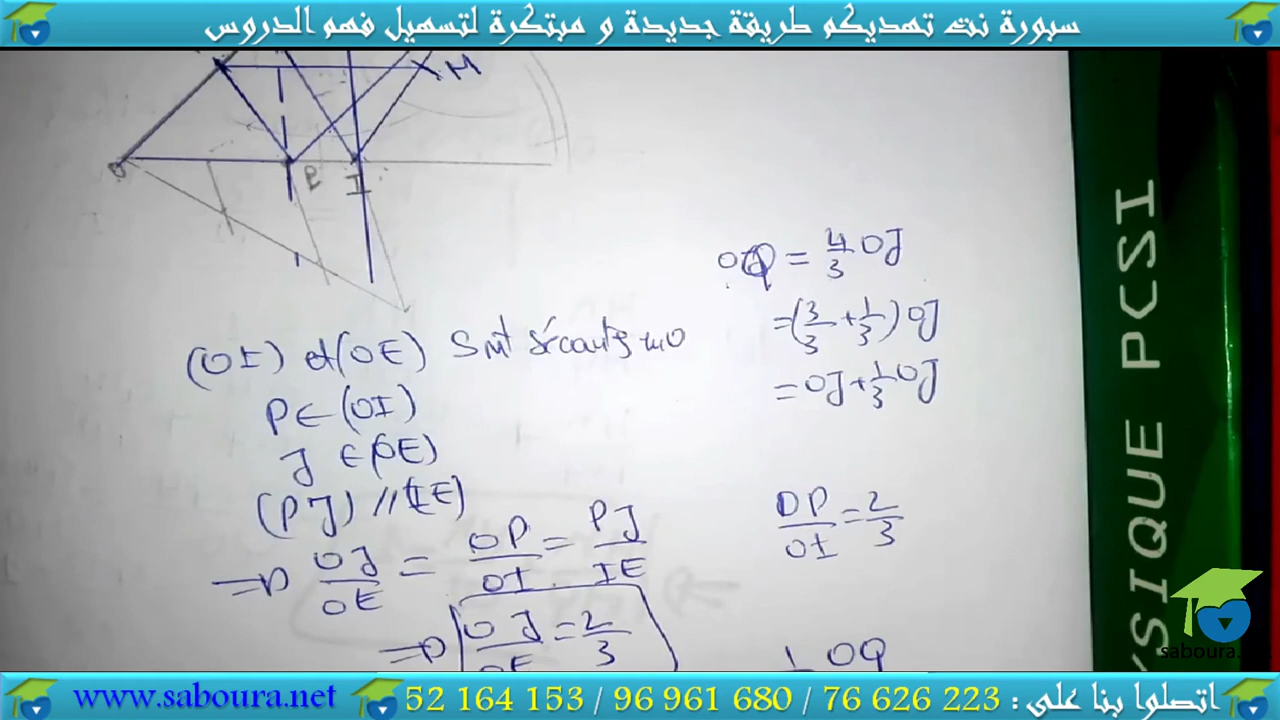 سبورة نت تهديكم طريقة جديدة و مبتكرة لتسهيل فهم الدروس
M
O
P I
OQ = 4/3 OJ
=(3/3+1/3) OJ
= OJ+1/3 OJ
(OI) et (OE) Sont sécants en O
P ∈ (OI)
J ∈ (OE)
(PJ) // (IE)
=> OJ/OE = OP/OI = PJ/IE
OP/OI = 2/3
=> OJ/OE = 2/3
OQ
PHYSIQUE PCSI
saboura.net
www.saboura.net 52 164 153 / 96 961 680 / 76 626 223 : اتصلوا بنا على